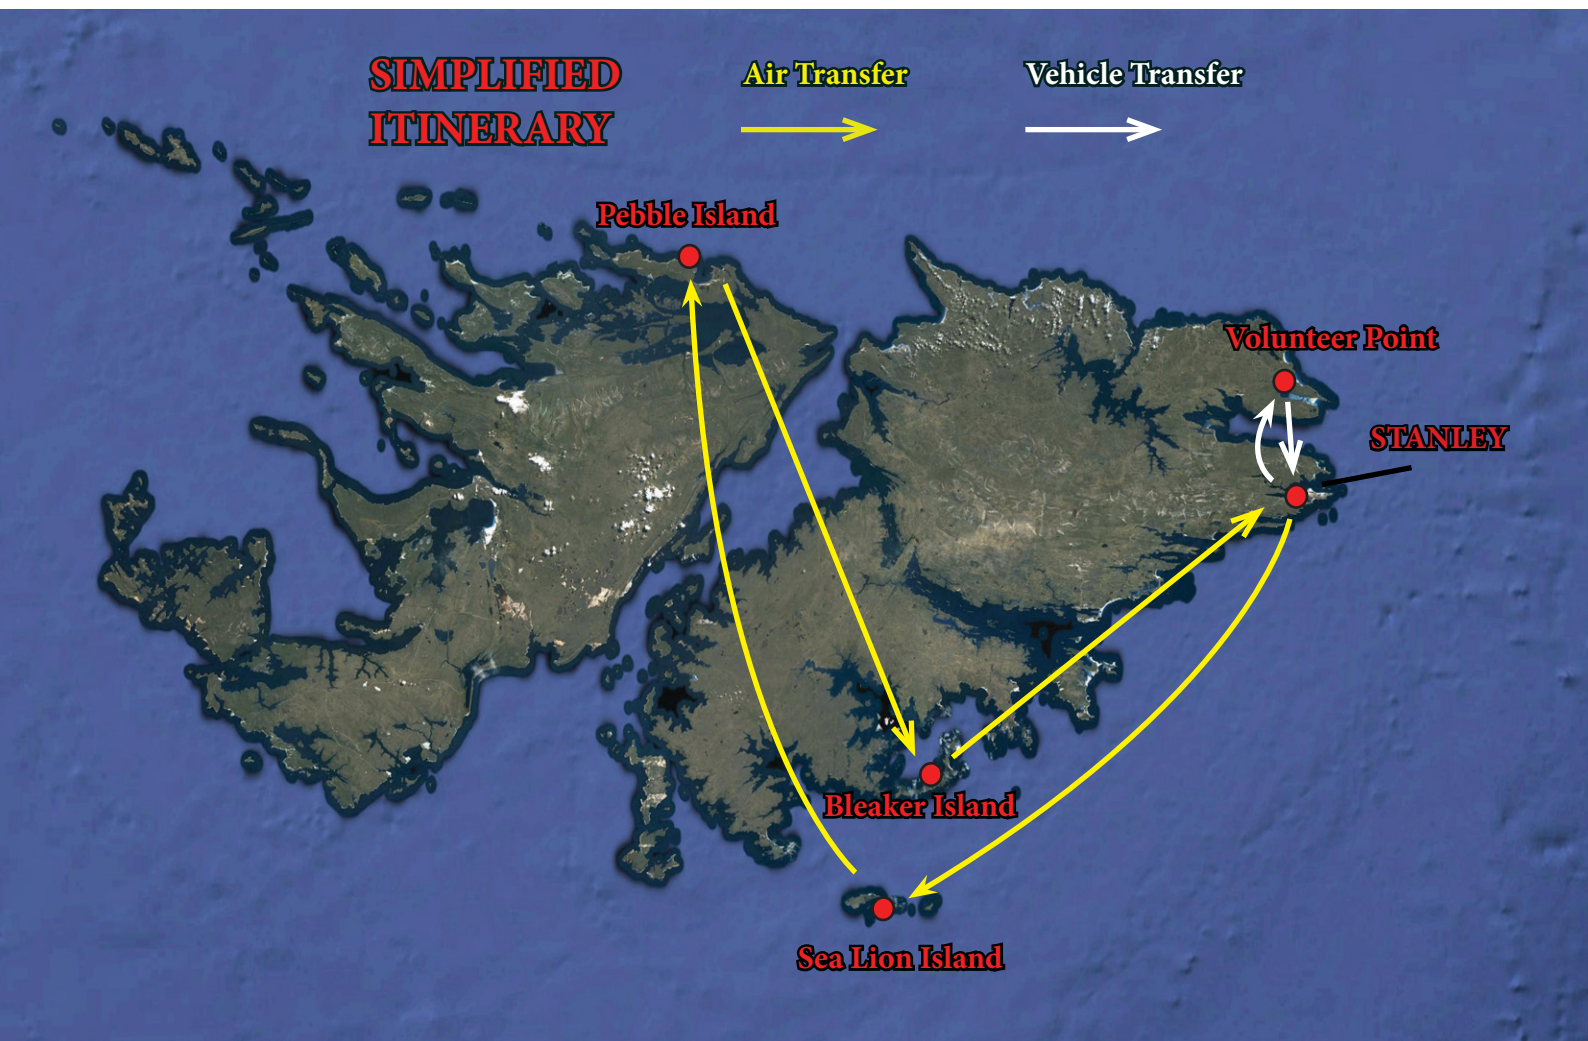 SIMPLIFIED
ITINERARY
Air Transfer
Vehicle Transfer
Pebble Island
Volunteer Point
STANLEY
Bleaker Island
Sea Lion Island